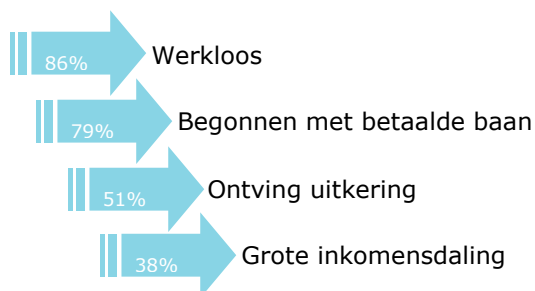 86% Werkloos
79% Begonnen met betaalde baan
51% Ontving uitkering
38% Grote inkomensdaling